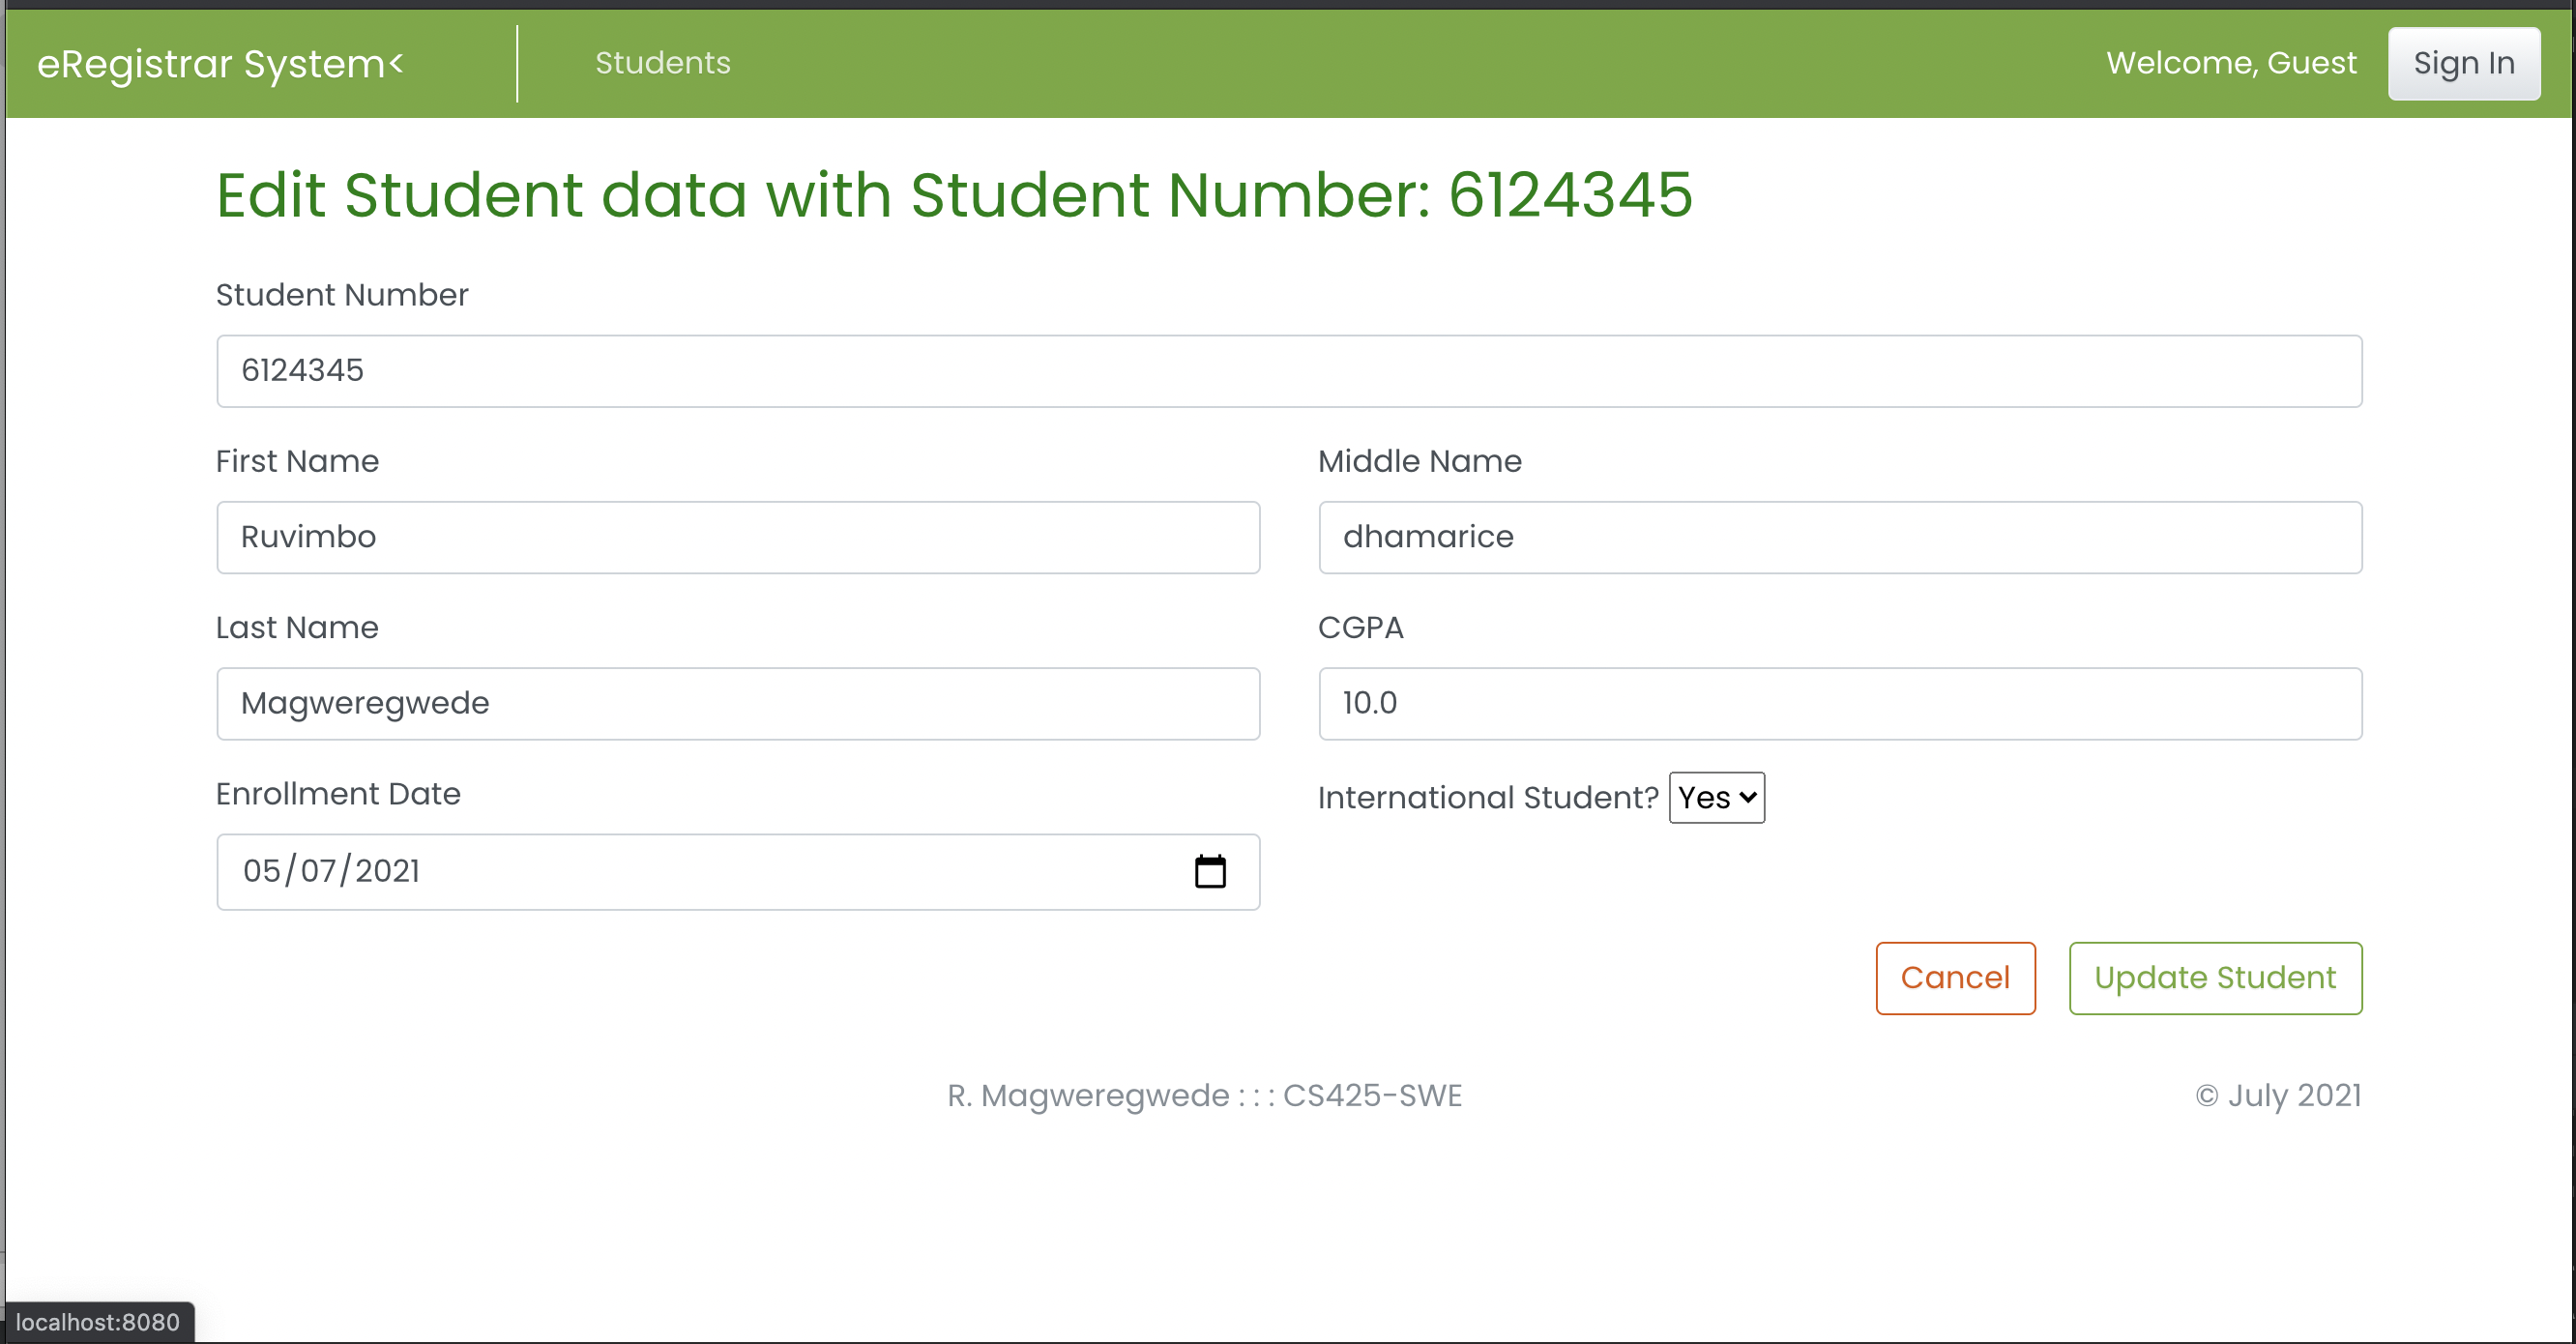 eRegistrar System<
Students
Welcome, Guest
Sign In
Edit Student data with Student Number: 6124345
Student Number
6124345
First Name
Middle Name
Ruvimbo
dhamarice
Last Name
CGPA
Magweregwede
10.0
Enrollment Date
International Student? Yes
05/07/2021
Cancel
Update Student
R. Magweregwede : : : CS425-SWE
© July 2021
localhost:8080